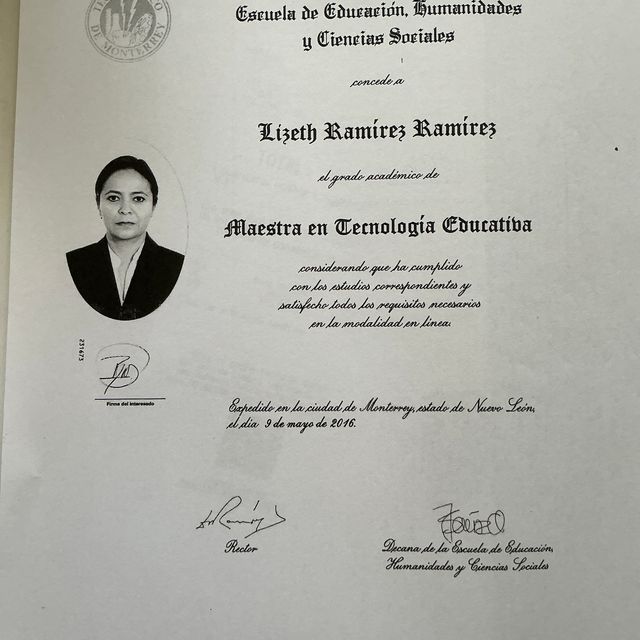 DE MONTERREY
Escuela de Educación, Humanidades
y Ciencias Sociales
concede a
Lizeth Ramírez Ramírez
el grado académico de
Maestra en Tecnología Educativa
considerando que ha cumplido
con los estudios correspondientes y
satisfecho todos los requisitos necesarios
en la modalidad en línea.
231673
Firma del interesado
Expedido en la ciudad de Monterrey, estado de Nuevo León,
el día 9 de mayo de 2016.
Rector
Decana de la Escuela de Educación,
Humanidades y Ciencias Sociales